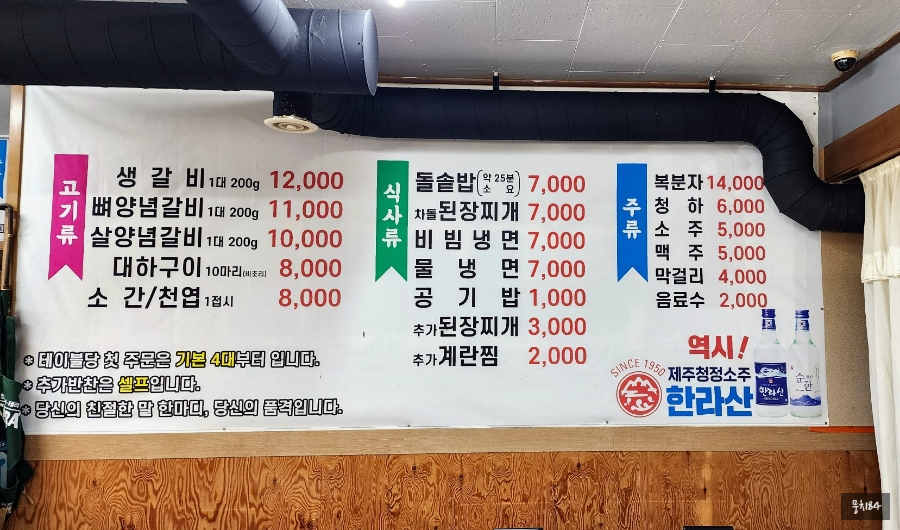 고기류
생 갈 비 1대 200g 12,000
뼈양념갈비 1대 200g 11,000
살양념갈비 1대 200g 10,000
대하구이 10마리(비조리) 8,000
소 간/천엽 1접시 8,000
* 테이블당 첫 주문은 기본 4대부터 입니다.
* 추가반찬은 셀프입니다.
* 당신의 친절한 말 한마디, 당신의 품격입니다.
식사류
돌솥밥(약 25분 소 요) 7,000
차돌된장찌개 7,000
비 빔 냉 면 7,000
물 냉 면 7,000
공 기 밥 1,000
추가된장찌개 3,000
추가계란찜 2,000
주류
복분자 14,000
청 하 6,000
소 주 5,000
맥 주 5,000
막걸리 4,000
음료수 2,000
역시!
SINCE 1950
제주청정소주
한라산
한라산
뭉치84